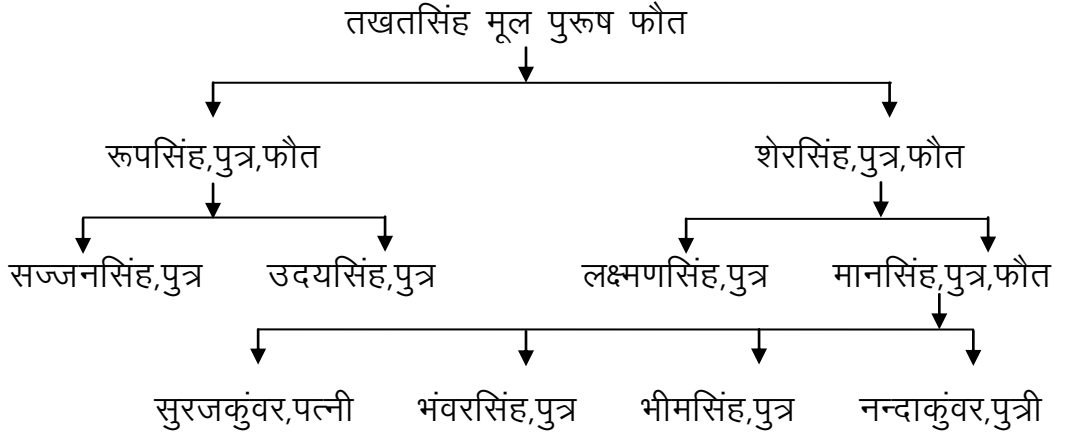 तखतसिंह मूल पुरूष फौत
रूपसिंह,पुत्र,फौत शेरसिंह,पुत्र,फौत
सज्जनसिंह,पुत्र उदयसिंह,पुत्र लक्ष्मणसिंह,पुत्र मानसिंह,पुत्र,फौत
सुरजकुंवर,पत्नी भंवरसिंह,पुत्र भीमसिंह,पुत्र नन्दाकुंवर,पुत्री